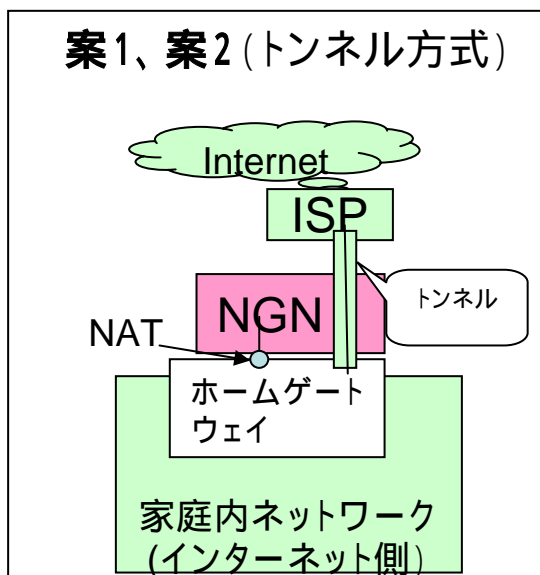 案1、案2(トンネル方式)
Internet
ISP
トンネル
NGN
NAT
ホームゲート
ウェイ
家庭内ネットワーク
(インターネット側)